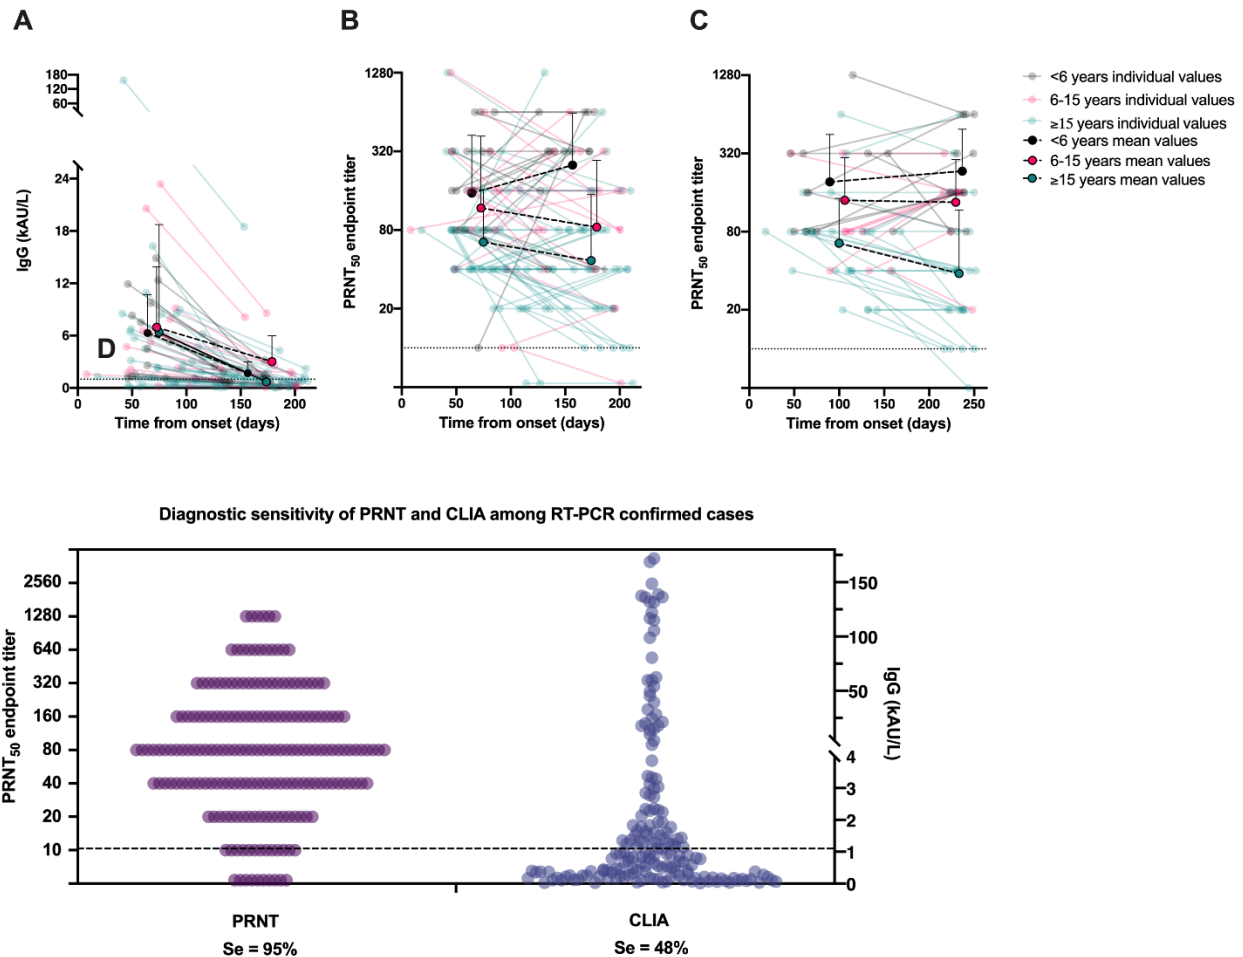 A
B
C
180
120
60
24
18
12
6
0
IgG (kAU/L)
D
0 50 100 150 200
Time from onset (days)
1280
320
80
20
PRNT50 endpoint titer
0 50 100 150 200
Time from onset (days)
1280
320
80
20
PRNT50 endpoint titer
0 50 100 150 200 250
Time from onset (days)
<6 years individual values
6-15 years individual values
≥15 years individual values
<6 years mean values
6-15 years mean values
≥15 years mean values
Diagnostic sensitivity of PRNT and CLIA among RT-PCR confirmed cases
2560
1280
640
320
160
80
40
20
10
PRNT50 endpoint titer
150
100
50
4
3
2
1
0
IgG (kAU/L)
PRNT
Se = 95%
CLIA
Se = 48%